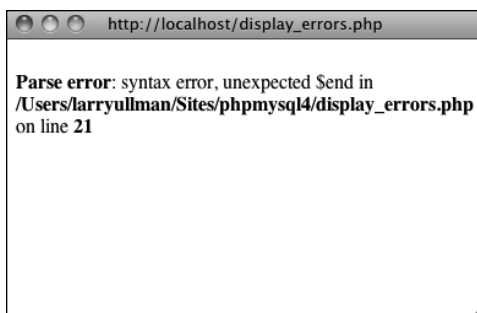 http://localhost/display_errors.php
Parse error: syntax error, unexpected $end in
/Users/larryullman/Sites/phpmysql4/display_errors.php
on line 21